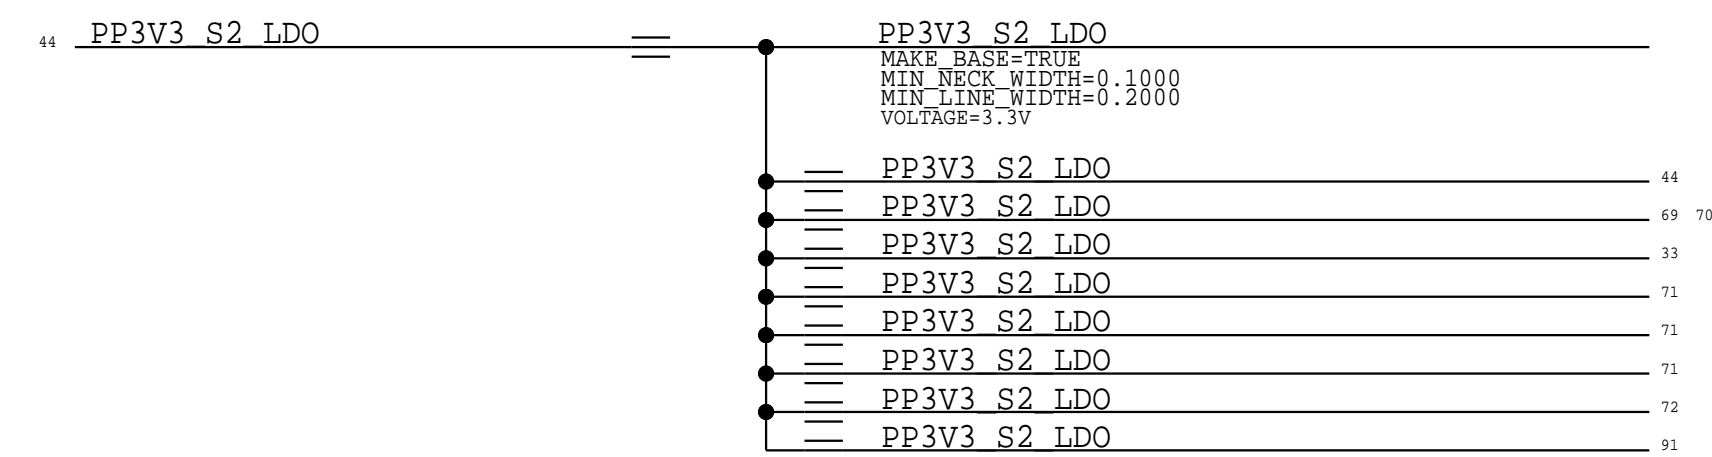 44 PP3V3_S2_LDO PP3V3_S2_LDO
MAKE_BASE=TRUE
MIN_NECK_WIDTH=0.1000
MIN_LINE_WIDTH=0.2000
VOLTAGE=3.3V
PP3V3_S2_LDO 44
PP3V3_S2_LDO 69 70
PP3V3_S2_LDO 33
PP3V3_S2_LDO 71
PP3V3_S2_LDO 71
PP3V3_S2_LDO 71
PP3V3_S2_LDO 72
PP3V3_S2_LDO 91